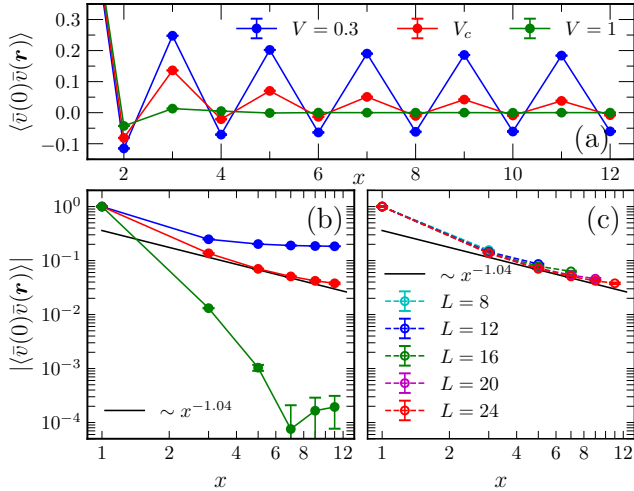 ⟨v̄(0)v̄(r)⟩
0.3
0.2
0.1
0.0
−0.1
V = 0.3
V_c
V = 1
(a)
2 4 6 8 10 12
x
|⟨v̄(0)v̄(r)⟩|
10^0
10^{-1}
10^{-2}
10^{-3}
10^{-4}
(b)
∼ x^{-1.04}
1 2 4 6 8 12
x
(c)
∼ x^{-1.04}
L = 8
L = 12
L = 16
L = 20
L = 24
1 2 4 6 8 12
x